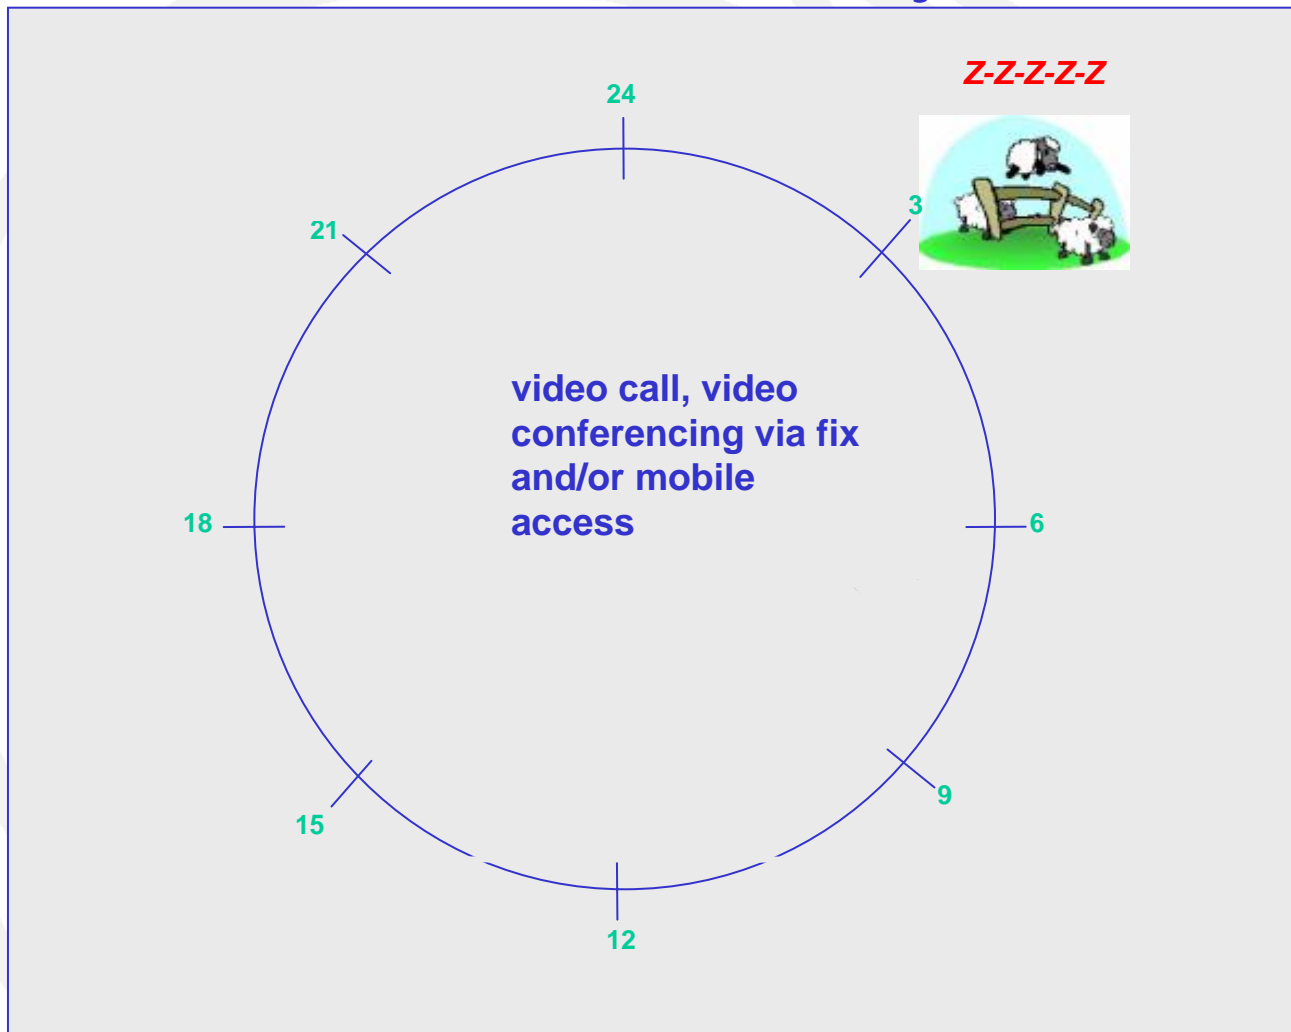 Z-Z-Z-Z-Z
24
3
21
video call, video
conferencing via fix
and/or mobile
access
18
6
9
15
12